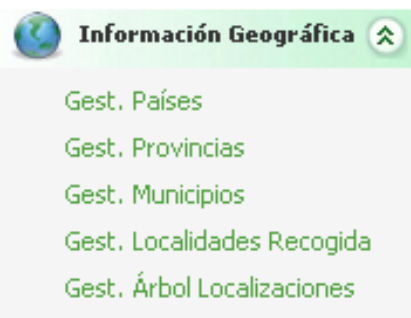 Información Geográfica
Gest. Países
Gest. Provincias
Gest. Municipios
Gest. Localidades Recogida
Gest. Árbol Localizaciones